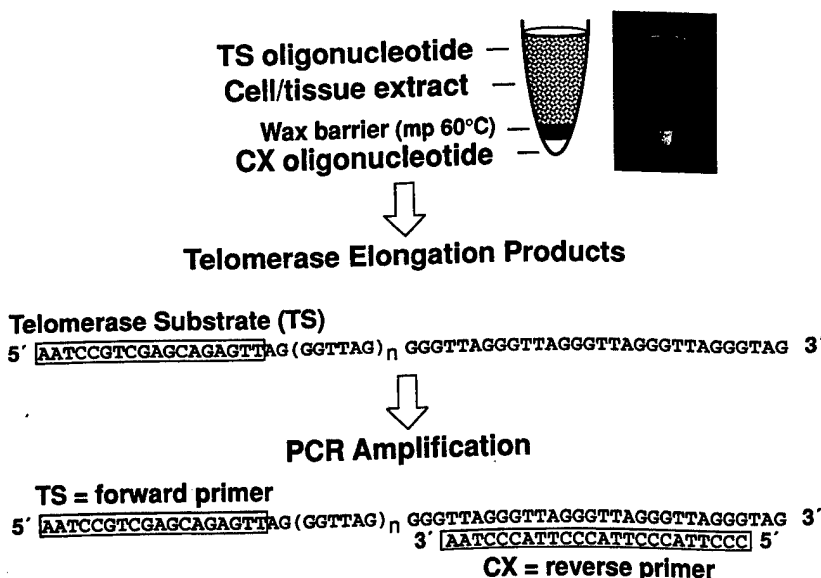 TS oligonucleotide
Cell/tissue extract
Wax barrier (mp 60°C)
CX oligonucleotide
Telomerase Elongation Products
Telomerase Substrate (TS)
5´ AATCCGTCGAGCAGAGTTAG(GGTTAG)n GGGTTAGGGTTAGGGTTAGGGTTAGGGTAG 3´
PCR Amplification
TS = forward primer
5´ AATCCGTCGAGCAGAGTTAG(GGTTAG)n GGGTTAGGGTTAGGGTTAGGGTTAGGGTAG 3´
3´ AATCCCATTCCCATTCCCATTCCC 5´
CX = reverse primer